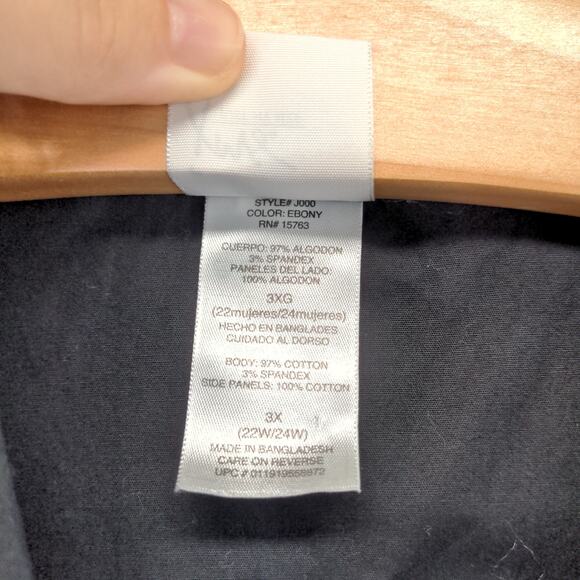 STYLE# J000
COLOR: EBONY
RN# 15763
CUERPO: 97% ALGODON
3% SPANDEX
PANELES DEL LADO:
100% ALGODON
3XG
(22mujeres/24mujeres)
HECHO EN BANGLADES
CUIDADO AL DORSO
BODY: 97% COTTON
3% SPANDEX
SIDE PANELS: 100% COTTON
3X
(22W/24W)
MADE IN BANGLADESH
CARE ON REVERSE
UPC #